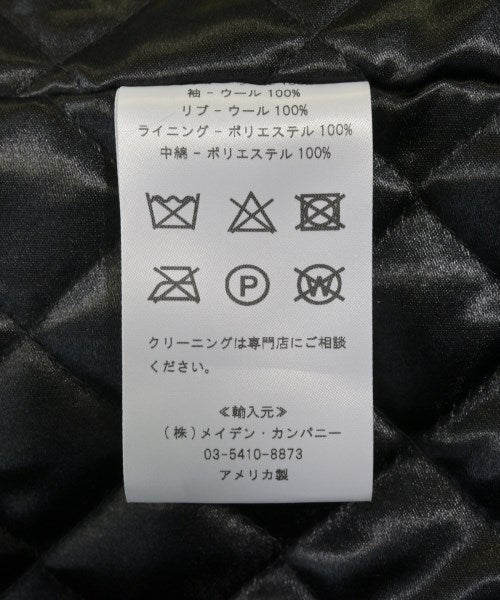 袖 - ウール 100%
リブ - ウール 100%
ライニング - ポリエステル 100%
中綿 - ポリエステル 100%
P
W
クリーニングは専門店にご相談
ください。
≪輸入元≫
(株) メイデン・カンパニー
03-5410-8873
アメリカ製